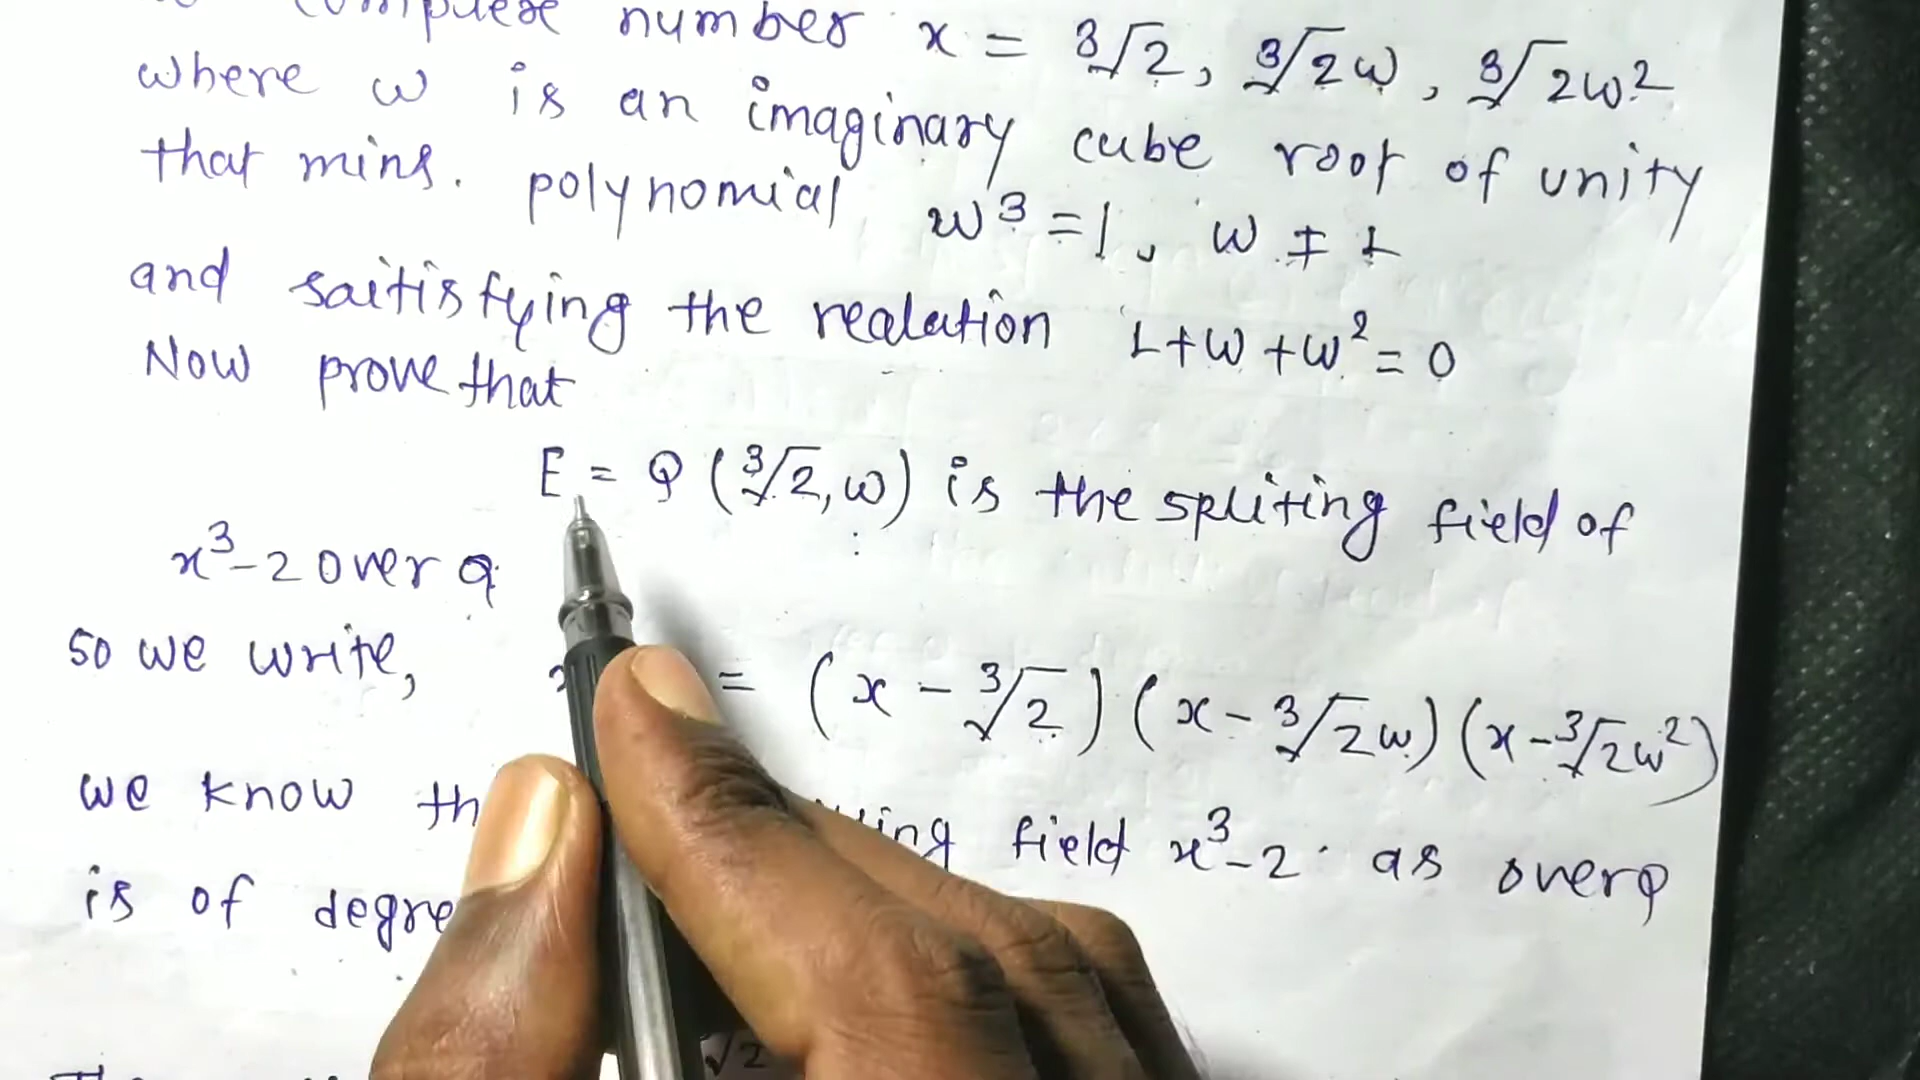 number x = ∛2, ∛2ω, ∛2ω²
where ω is an imaginary cube root of unity
that mins. polynomial ω³ = 1, ω ≠ 1
and saitisfying the realation 1+ω+ω² = 0
Now prove that
E = Q (∛2, ω) is the spliting field of
x³-2 over Q
so we write, = (x - ∛2) (x - ∛2ω) (x - ∛2ω²)
we know field x³-2 as over Q
is of
√2